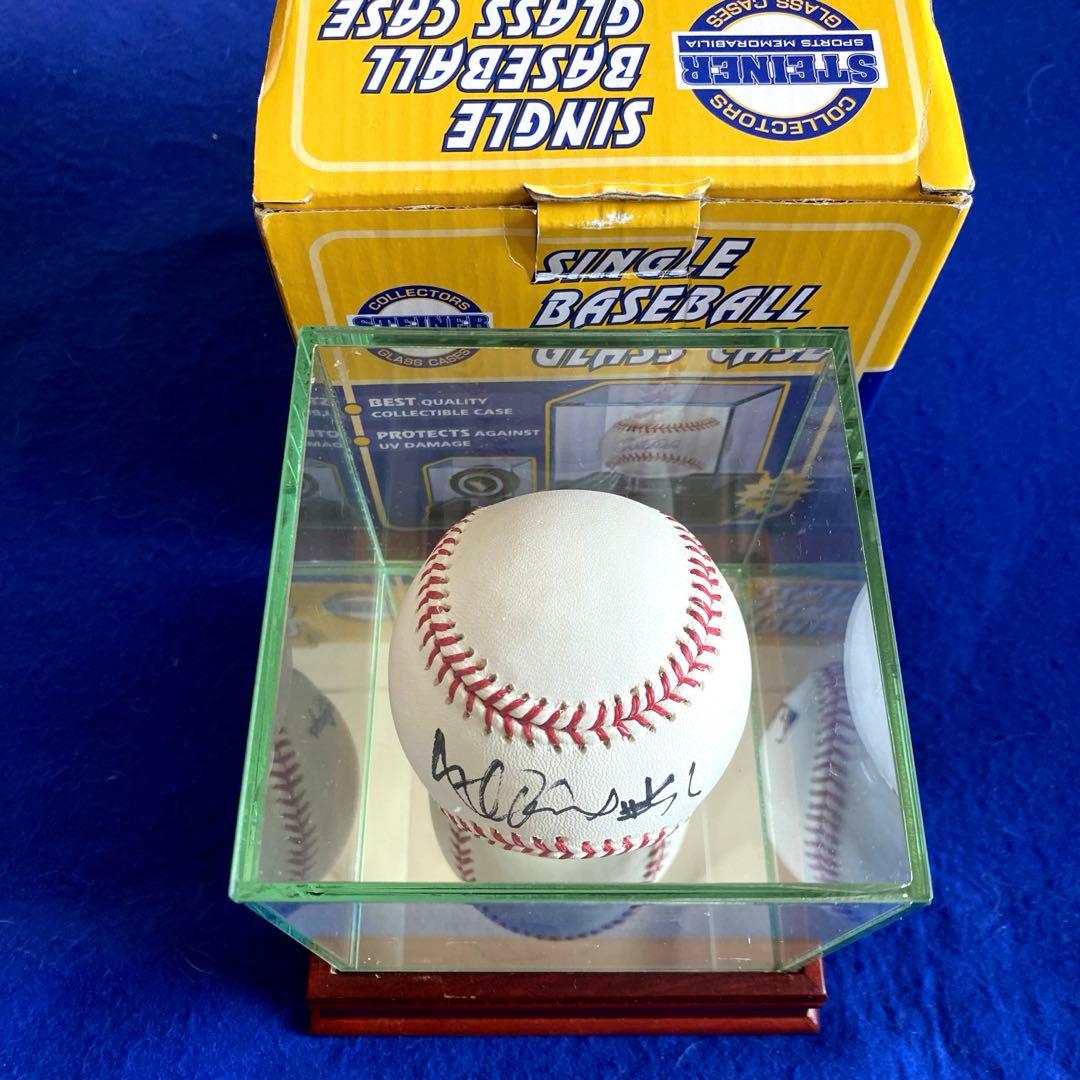 SINGLE
BASEBALL
GLASS CASE
COLLECTORS
STEINER
SPORTS MEMORABILIA
GLASS CASES
SINGLE
BASEBALL
GLASS CASE
COLLECTORS
STEINER
GLASS CASES
BEST QUALITY
COLLECTIBLE CASE
PROTECTS AGAINST
UV DAMAGE